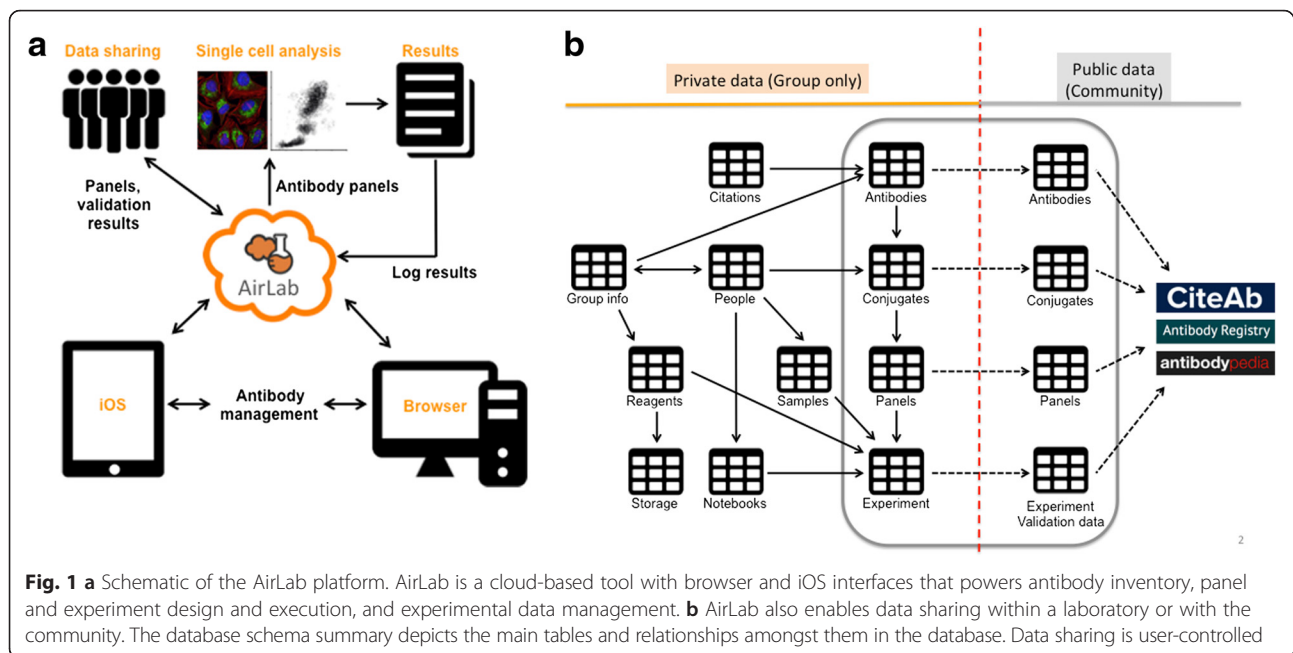 a
Data sharing
Single cell analysis
Results
Panels,
validation
results
Antibody panels
Log results
AirLab
iOS
Antibody
management
Browser
b
Private data (Group only)
Public data
(Community)
Citations
Antibodies
Antibodies
Group info
People
Conjugates
Conjugates
CiteAb
Antibody Registry
antibodypedia
Reagents
Samples
Panels
Panels
Storage
Notebooks
Experiment
Experiment
Validation data
2
Fig. 1 a Schematic of the AirLab platform. AirLab is a cloud-based tool with browser and iOS interfaces that powers antibody inventory, panel
and experiment design and execution, and experimental data management. b AirLab also enables data sharing within a laboratory or with the
community. The database schema summary depicts the main tables and relationships amongst them in the database. Data sharing is user-controlled